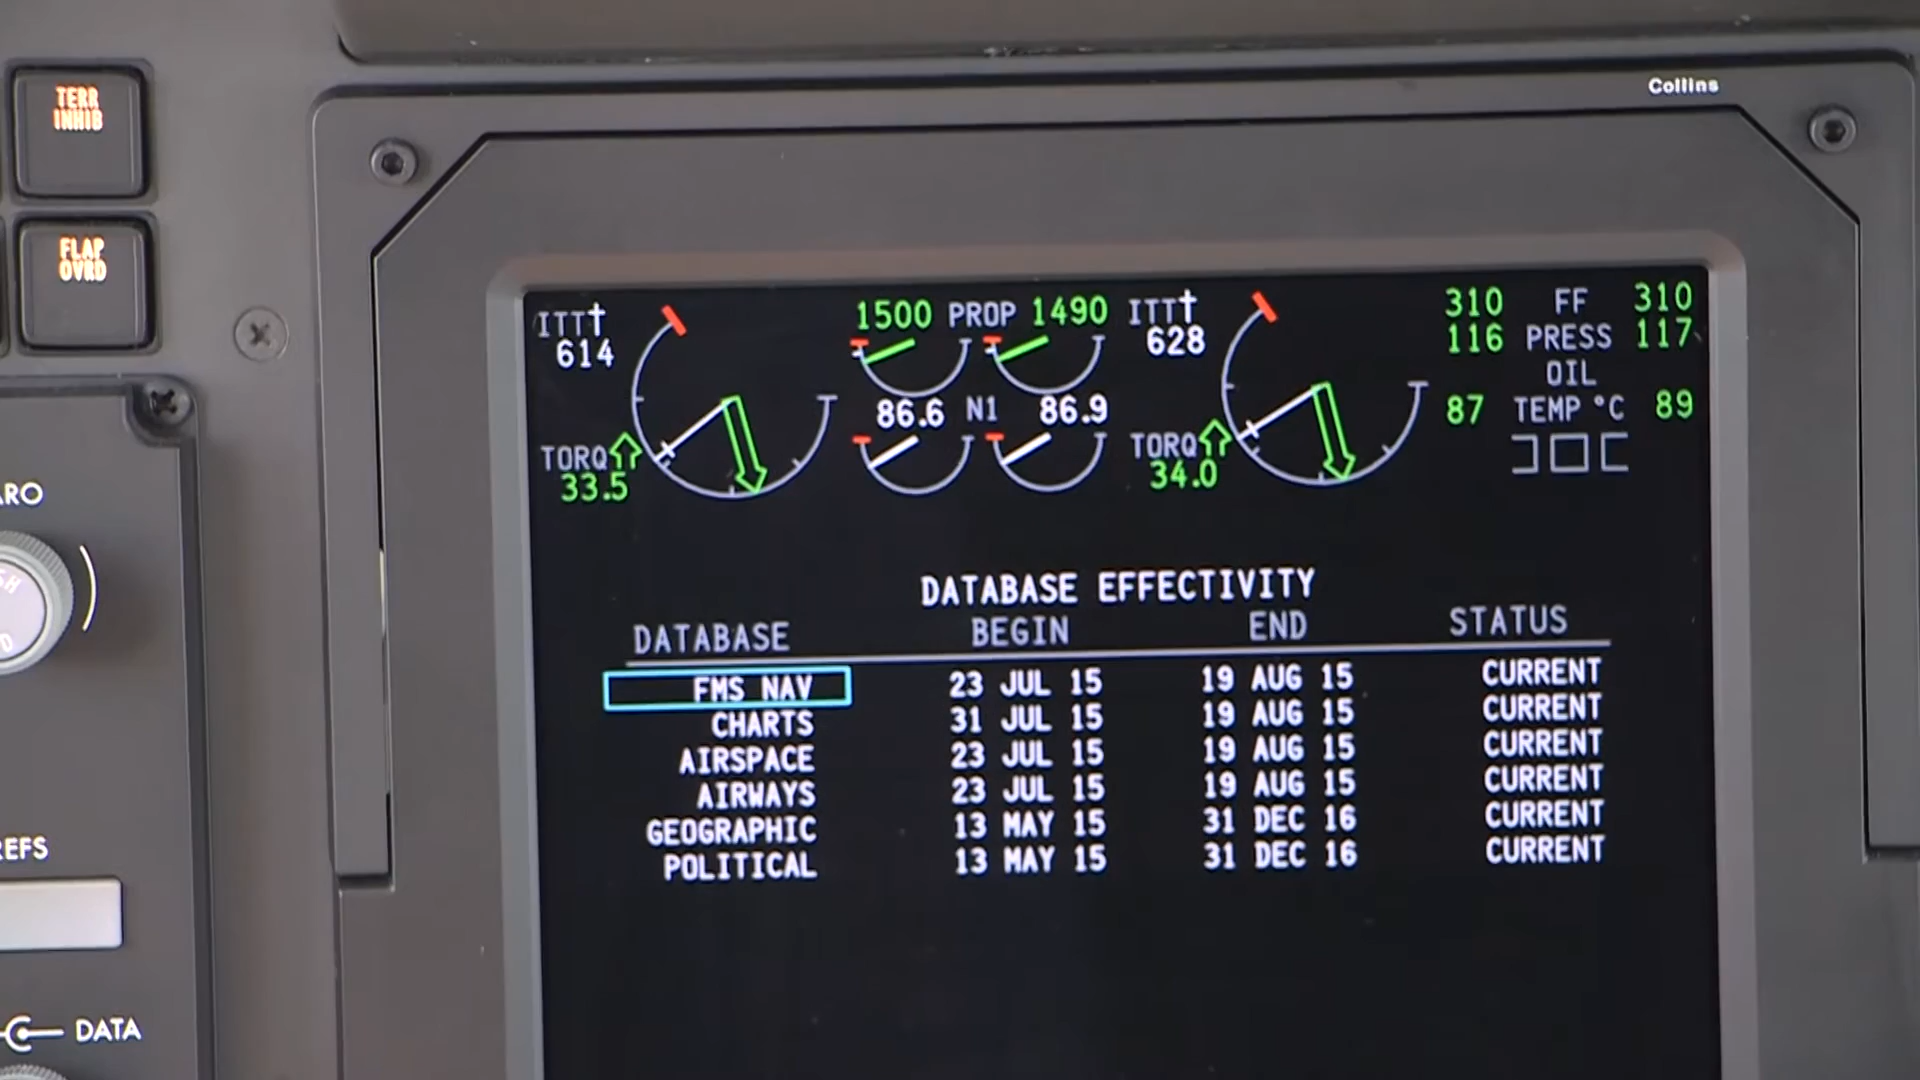 TERR
INHIB
FLAP
OVRD
Collins
ITT† 1500 PROP 1490 ITT† 310 FF 310
614 628 116 PRESS 117
OIL
86.6 N1 86.9 87 TEMP °C 89
TORQ TORQ
33.5 34.0
DATABASE EFFECTIVITY
DATABASE BEGIN END STATUS
FMS NAV 23 JUL 15 19 AUG 15 CURRENT
CHARTS 31 JUL 15 19 AUG 15 CURRENT
AIRSPACE 23 JUL 15 19 AUG 15 CURRENT
AIRWAYS 23 JUL 15 19 AUG 15 CURRENT
GEOGRAPHIC 13 MAY 15 31 DEC 16 CURRENT
POLITICAL 13 MAY 15 31 DEC 16 CURRENT
DATA